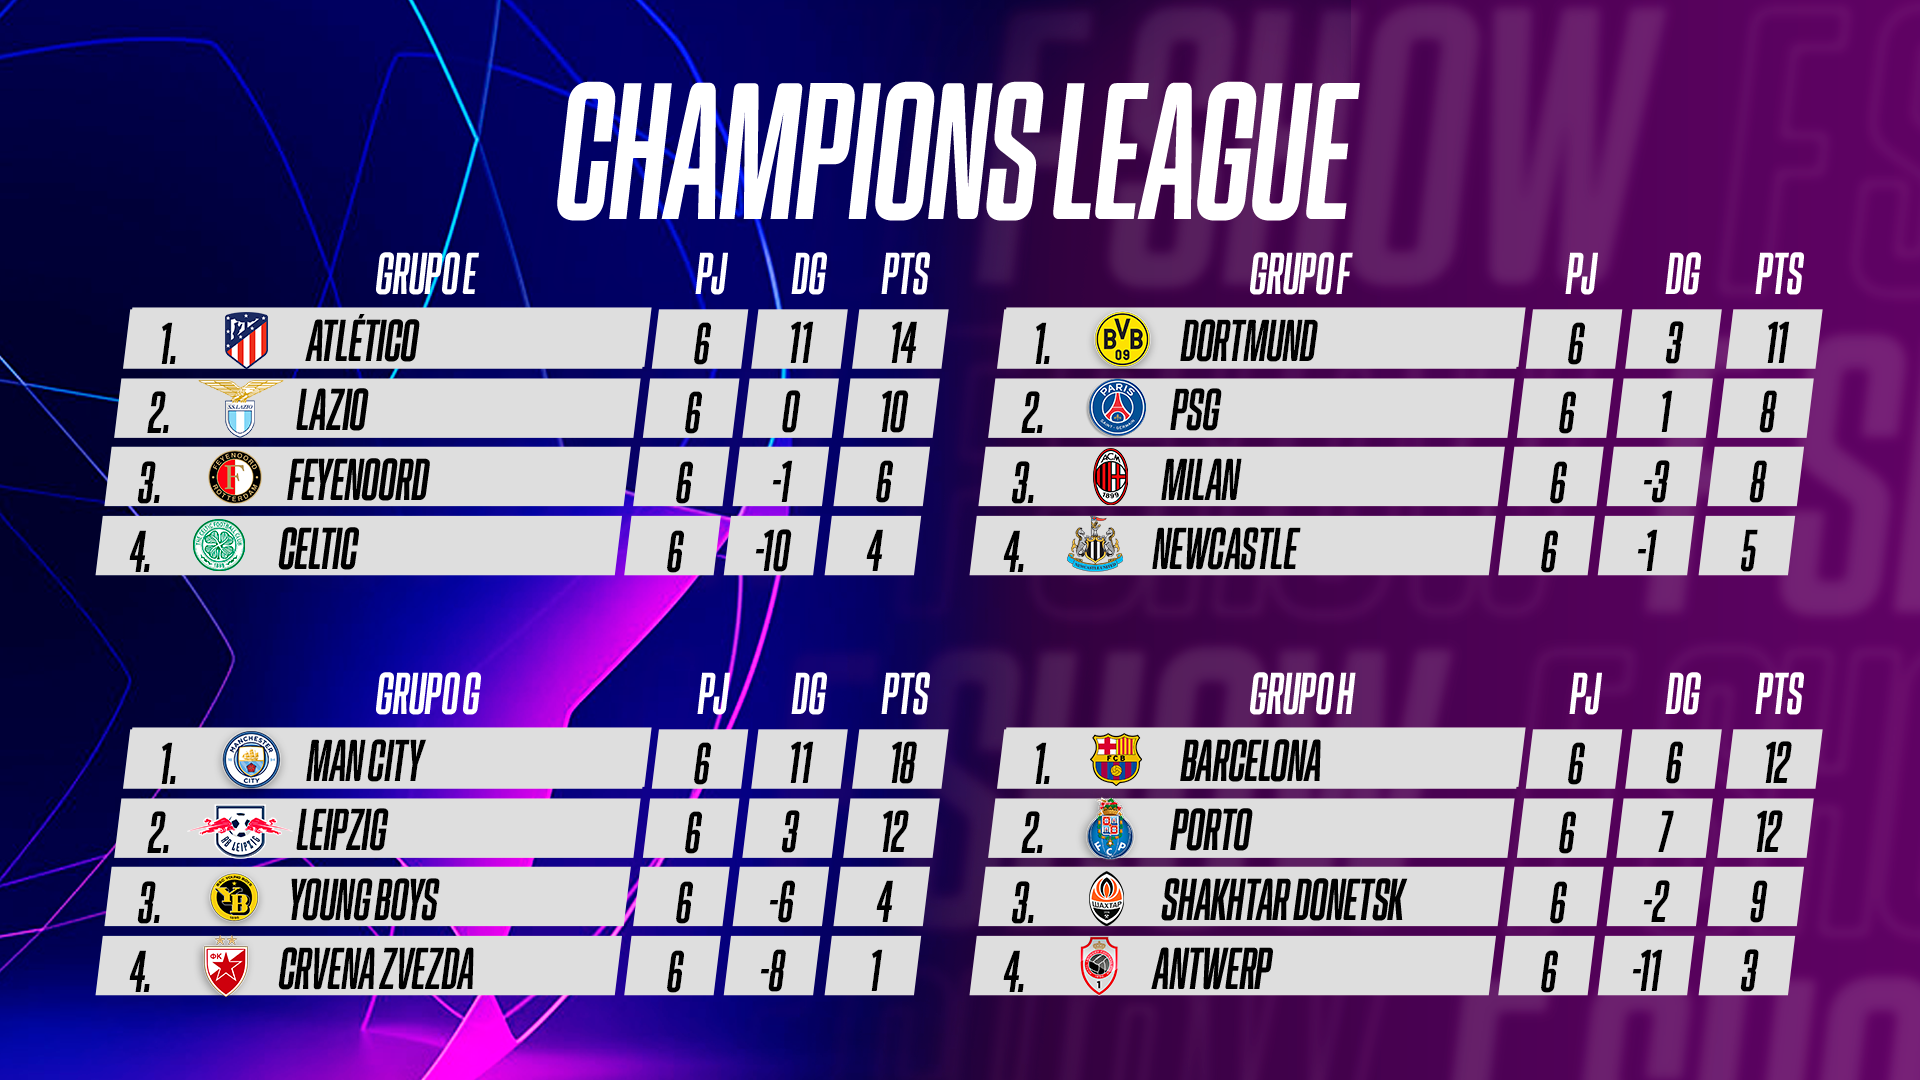 CHAMPIONS LEAGUE
GRUPO E PJ DG PTS
1. ATLÉTICO 6 11 14
2. LAZIO 6 0 10
3. FEYENOORD 6 -1 6
4. CELTIC 6 -10 4
GRUPO F PJ DG PTS
1. DORTMUND 6 3 11
2. PSG 6 1 8
3. MILAN 6 -3 8
4. NEWCASTLE 6 -1 5
GRUPO G PJ DG PTS
1. MAN CITY 6 11 18
2. LEIPZIG 6 3 12
3. YOUNG BOYS 6 -6 4
4. CRVENA ZVEZDA 6 -8 1
GRUPO H PJ DG PTS
1. BARCELONA 6 6 12
2. PORTO 6 7 12
3. SHAKHTAR DONETSK 6 -2 9
4. ANTWERP 6 -11 3